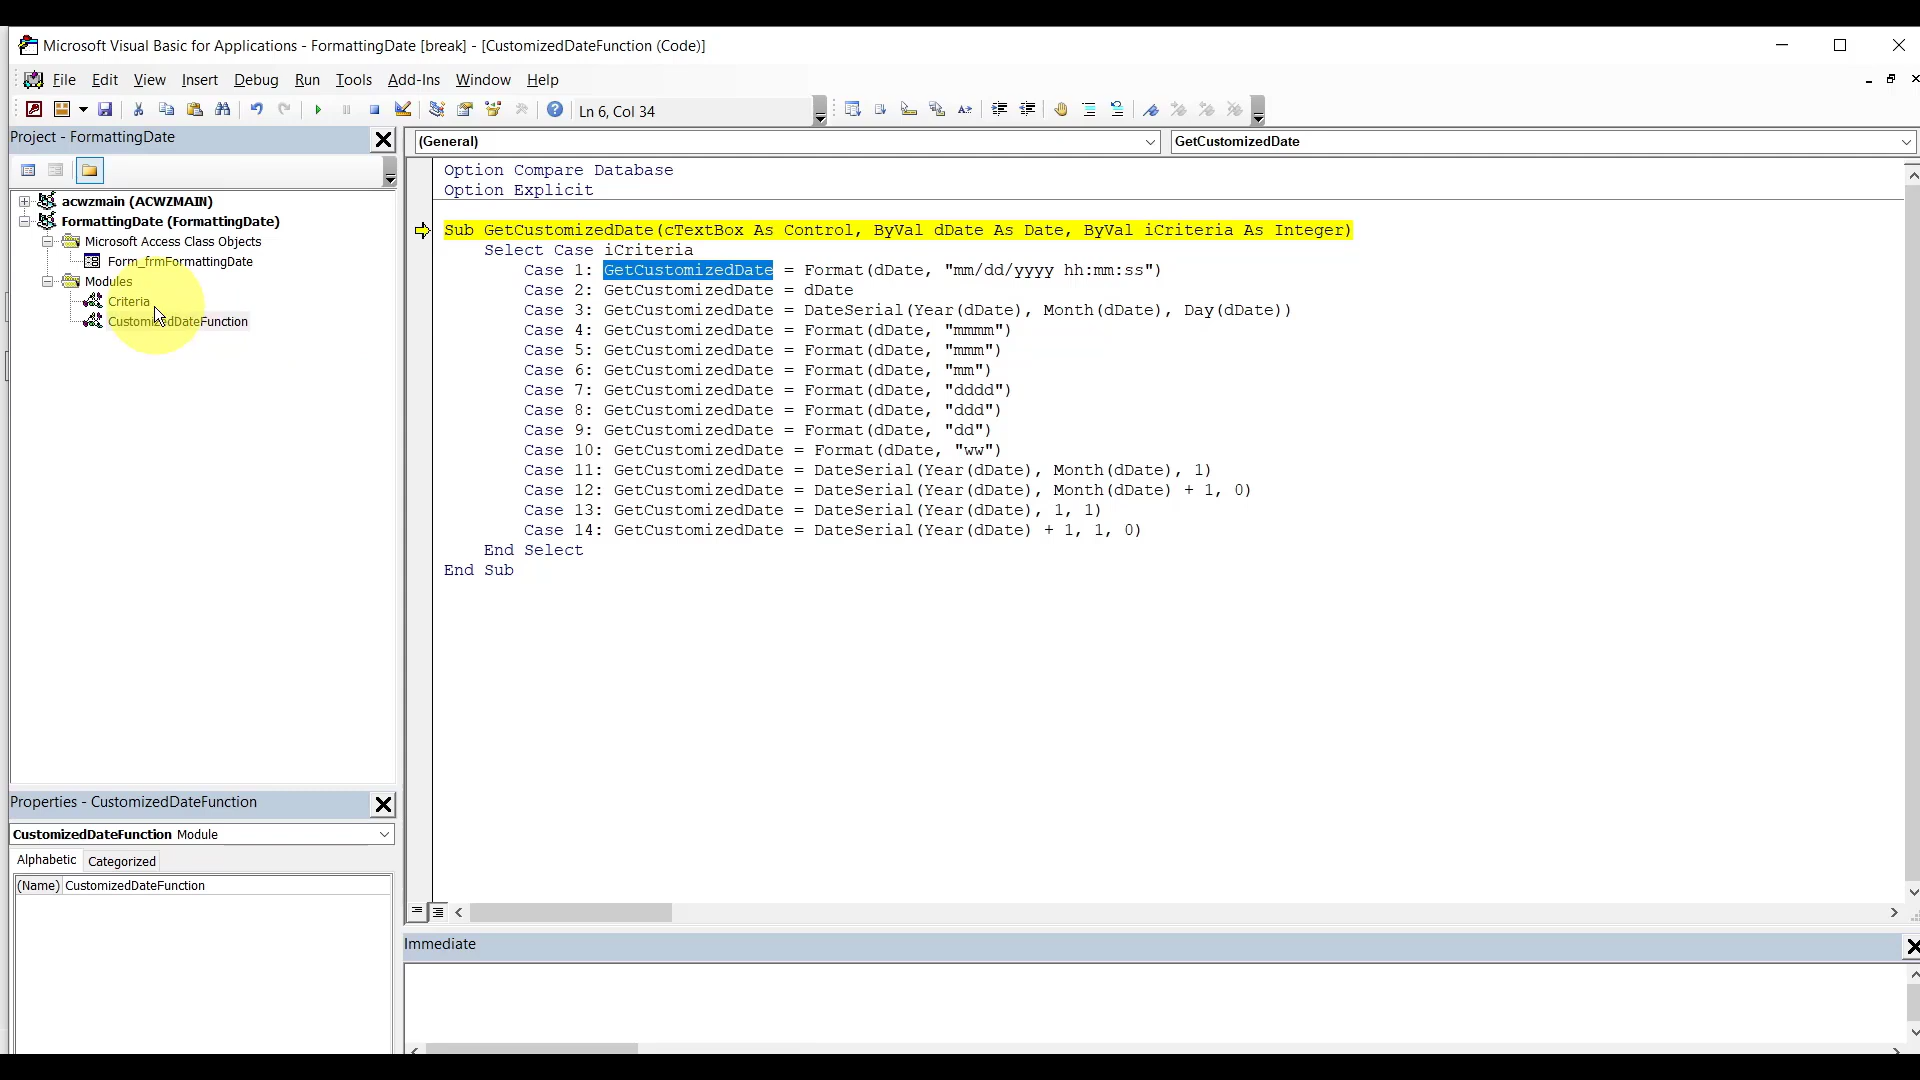 Microsoft Visual Basic for Applications - FormattingDate [break] - [CustomizedDateFunction (Code)]
File Edit View Insert Debug Run Tools Add-Ins Window Help
Ln 6, Col 34
Project - FormattingDate
acwzmain (ACWZMAIN)
FormattingDate (FormattingDate)
Microsoft Access Class Objects
Form_frmFormattingDate
Modules
Criteria
CustomizedDateFunction
Properties - CustomizedDateFunction
CustomizedDateFunction Module
Alphabetic Categorized
(Name) CustomizedDateFunction
(General) GetCustomizedDate
Option Compare Database
Option Explicit
Sub GetCustomizedDate(cTextBox As Control, ByVal dDate As Date, ByVal iCriteria As Integer)
    Select Case iCriteria
        Case 1: GetCustomizedDate = Format(dDate, "mm/dd/yyyy hh:mm:ss")
        Case 2: GetCustomizedDate = dDate
        Case 3: GetCustomizedDate = DateSerial(Year(dDate), Month(dDate), Day(dDate))
        Case 4: GetCustomizedDate = Format(dDate, "mmmm")
        Case 5: GetCustomizedDate = Format(dDate, "mmm")
        Case 6: GetCustomizedDate = Format(dDate, "mm")
        Case 7: GetCustomizedDate = Format(dDate, "dddd")
        Case 8: GetCustomizedDate = Format(dDate, "ddd")
        Case 9: GetCustomizedDate = Format(dDate, "dd")
        Case 10: GetCustomizedDate = Format(dDate, "ww")
        Case 11: GetCustomizedDate = DateSerial(Year(dDate), Month(dDate), 1)
        Case 12: GetCustomizedDate = DateSerial(Year(dDate), Month(dDate) + 1, 0)
        Case 13: GetCustomizedDate = DateSerial(Year(dDate), 1, 1)
        Case 14: GetCustomizedDate = DateSerial(Year(dDate) + 1, 1, 0)
    End Select
End Sub
Immediate